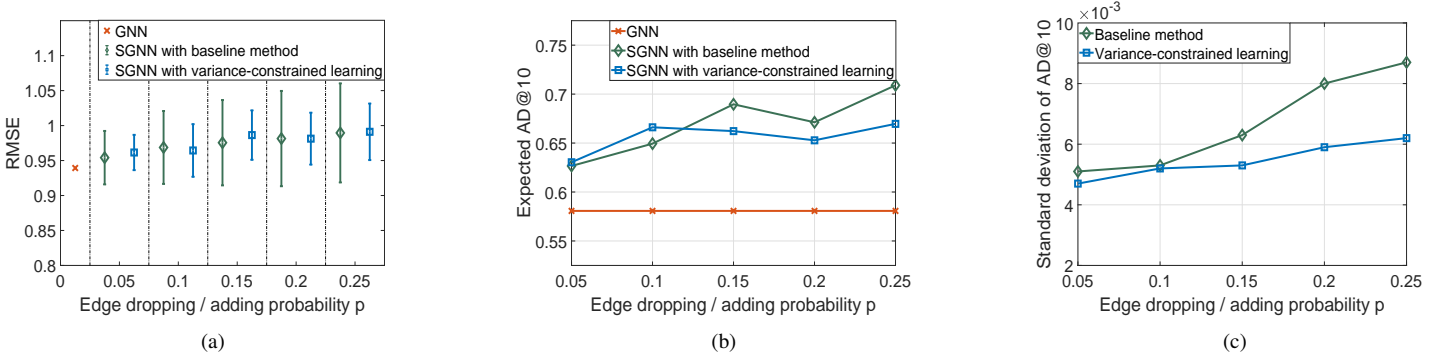 GNN
SGNN with baseline method
SGNN with variance-constrained learning
1.1
1.05
1
0.95
0.9
0.85
0.8
RMSE
0 0.05 0.1 0.15 0.2 0.25
Edge dropping / adding probability p
(a)
GNN
SGNN with baseline method
SGNN with variance-constrained learning
0.75
0.7
0.65
0.6
0.55
Expected AD@10
0.05 0.1 0.15 0.2 0.25
Edge dropping / adding probability p
(b)
10 ×10⁻³
Baseline method
Variance-constrained learning
8
6
4
2
Standard deviation of AD@10
0.05 0.1 0.15 0.2 0.25
Edge dropping / adding probability p
(c)